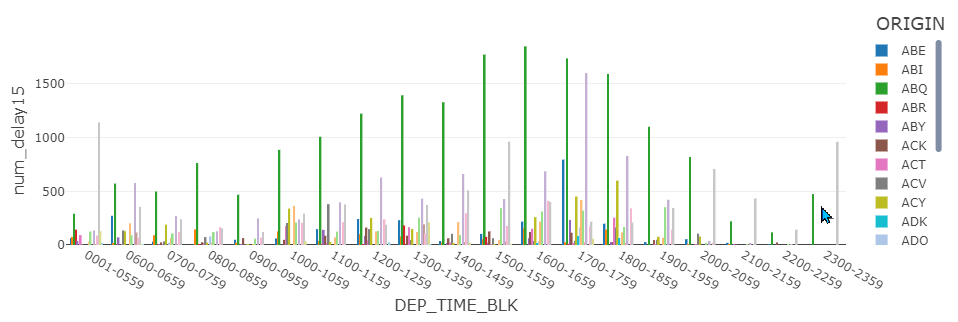 ORIGIN
ABE
ABI
ABQ
ABR
ABY
ACK
ACT
ACV
ACY
ADK
ADO
num_delay15
1500
1000
500
0
0001-0559
0600-0659
0700-0759
0800-0859
0900-0959
1000-1059
1100-1159
1200-1259
1300-1359
1400-1459
1500-1559
1600-1659
1700-1759
1800-1859
1900-1959
2000-2059
2100-2159
2200-2259
2300-2359
DEP_TIME_BLK